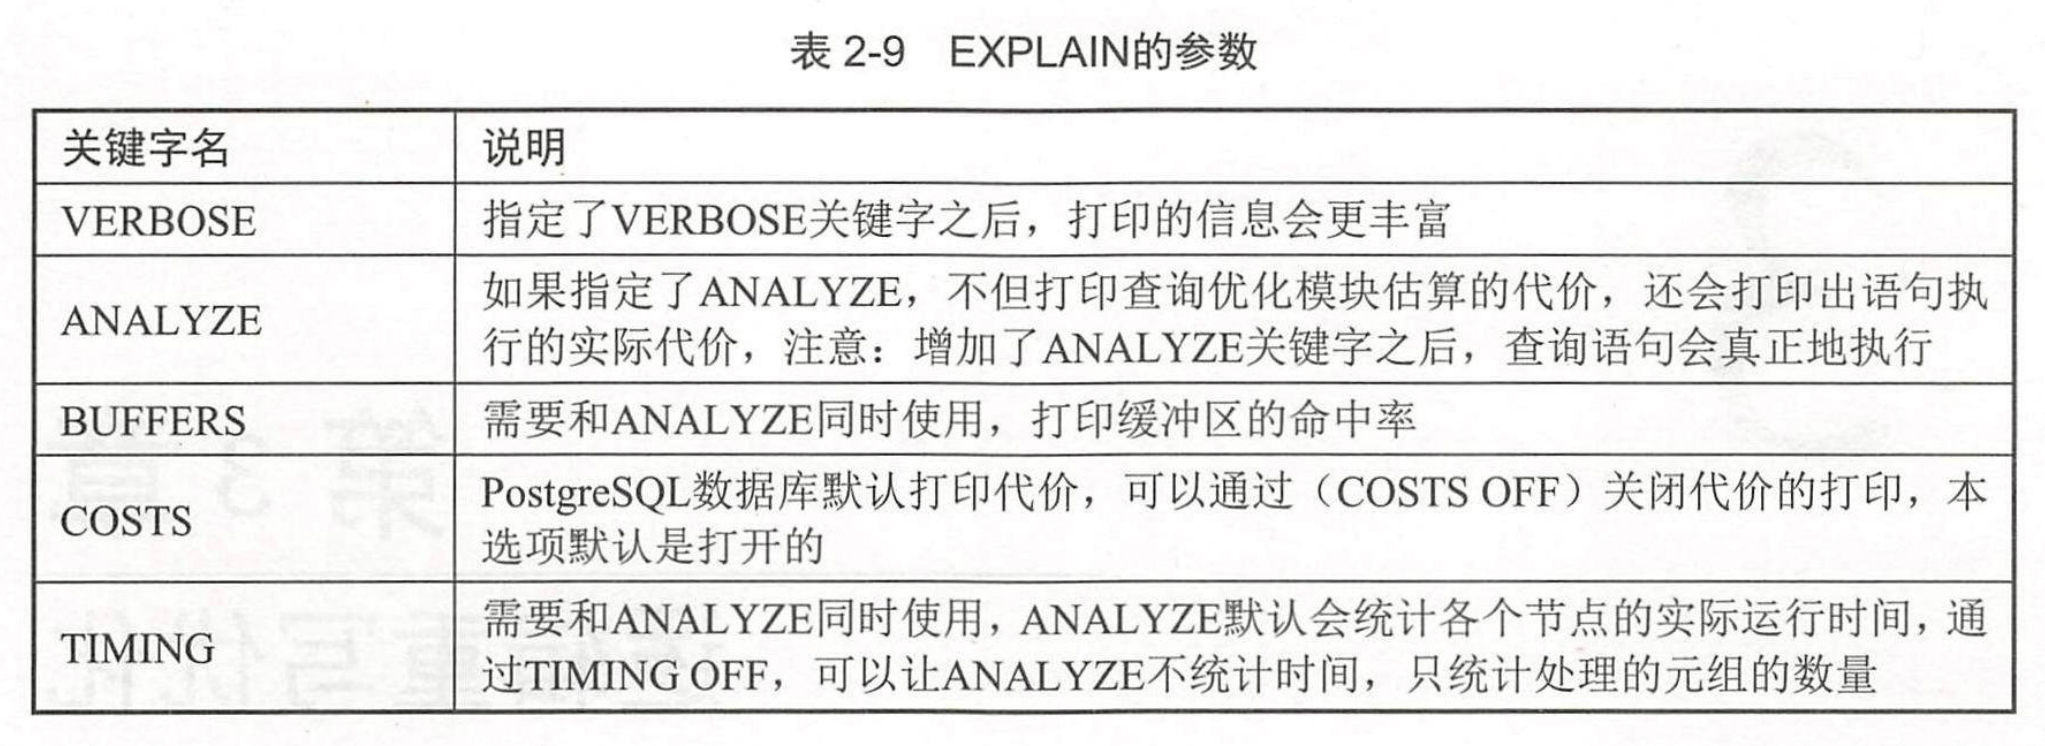 表 2-9 EXPLAIN的参数
关键字名
说明
VERBOSE
指定了VERBOSE关键字之后，打印的信息会更丰富
ANALYZE
如果指定了ANALYZE，不但打印查询优化模块估算的代价，还会打印出语句执
行的实际代价，注意：增加了ANALYZE关键字之后，查询语句会真正地执行
BUFFERS
需要和ANALYZE同时使用，打印缓冲区的命中率
COSTS
PostgreSQL数据库默认打印代价，可以通过（COSTS OFF）关闭代价的打印，本
选项默认是打开的
TIMING
需要和ANALYZE同时使用，ANALYZE默认会统计各个节点的实际运行时间，通
过TIMING OFF，可以让ANALYZE不统计时间，只统计处理的元组的数量